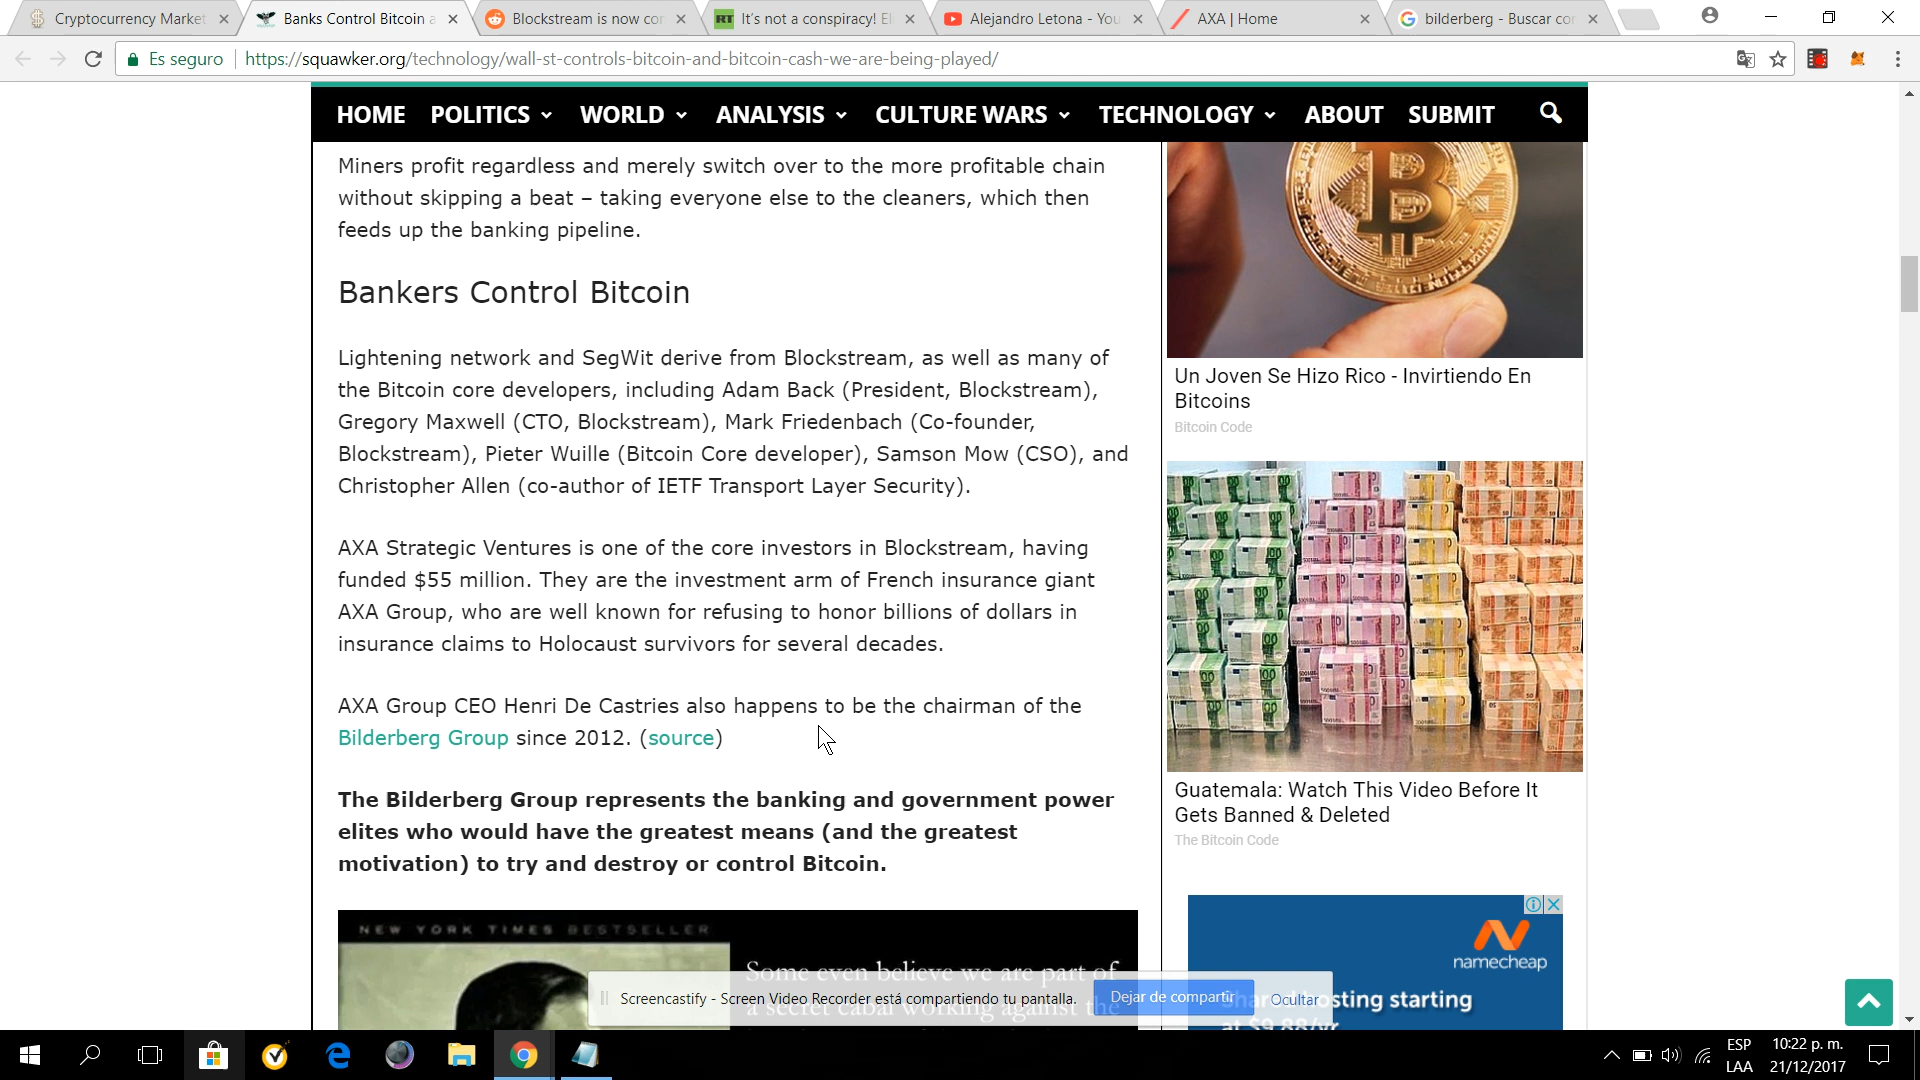 Cryptocurrency Market
Banks Control Bitcoin a
Blockstream is now cor
RT
It's not a conspiracy! El
Alejandro Letona - You
AXA | Home
bilderberg - Buscar co
Es seguro
https://squawker.org/technology/wall-st-controls-bitcoin-and-bitcoin-cash-we-are-being-played/
HOME POLITICS WORLD ANALYSIS CULTURE WARS TECHNOLOGY ABOUT SUBMIT
Miners profit regardless and merely switch over to the more profitable chain
without skipping a beat – taking everyone else to the cleaners, which then
feeds up the banking pipeline.
Bankers Control Bitcoin
Lightening network and SegWit derive from Blockstream, as well as many of
the Bitcoin core developers, including Adam Back (President, Blockstream),
Gregory Maxwell (CTO, Blockstream), Mark Friedenbach (Co-founder,
Blockstream), Pieter Wuille (Bitcoin Core developer), Samson Mow (CSO), and
Christopher Allen (co-author of IETF Transport Layer Security).
AXA Strategic Ventures is one of the core investors in Blockstream, having
funded $55 million. They are the investment arm of French insurance giant
AXA Group, who are well known for refusing to honor billions of dollars in
insurance claims to Holocaust survivors for several decades.
AXA Group CEO Henri De Castries also happens to be the chairman of the
Bilderberg Group since 2012. (source)
The Bilderberg Group represents the banking and government power
elites who would have the greatest means (and the greatest
motivation) to try and destroy or control Bitcoin.
NEW YORK TIMES BESTSELLER
Some even believe we are part of
a secret cabal working against the
Un Joven Se Hizo Rico - Invirtiendo En
Bitcoins
Bitcoin Code
Guatemala: Watch This Video Before It
Gets Banned & Deleted
The Bitcoin Code
namecheap
Shared hosting starting
at $9.88/yr
Screencastify - Screen Video Recorder está compartiendo tu pantalla.
Dejar de compartir
Ocultar
ESP
LAA
10:22 p. m.
21/12/2017